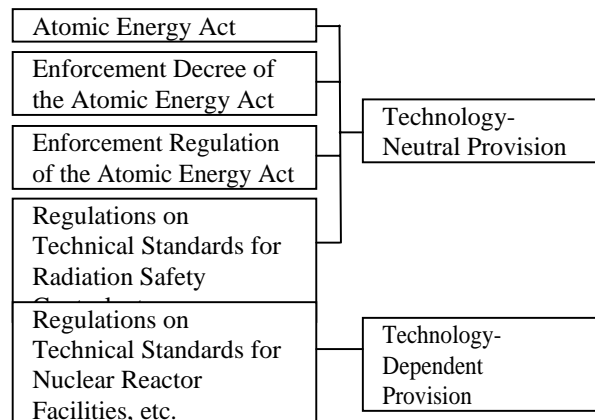 Atomic Energy Act
Enforcement Decree of
the Atomic Energy Act
Enforcement Regulation
of the Atomic Energy Act
Regulations on
Technical Standards for
Radiation Safety
Regulations on
Technical Standards for
Nuclear Reactor
Facilities, etc.
Technology-
Neutral Provision
Technology-
Dependent
Provision